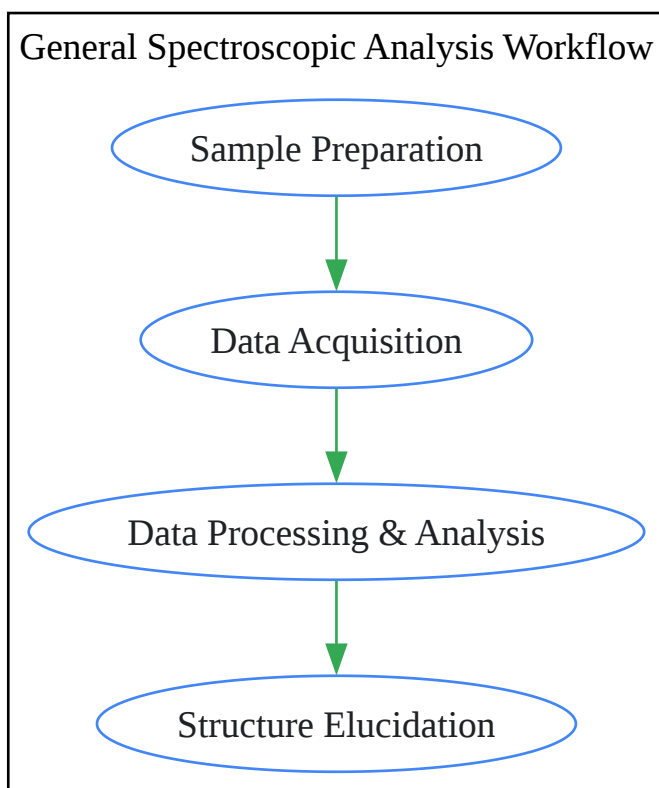 General Spectroscopic Analysis Workflow
Sample Preparation
Data Acquisition
Data Processing & Analysis
Structure Elucidation